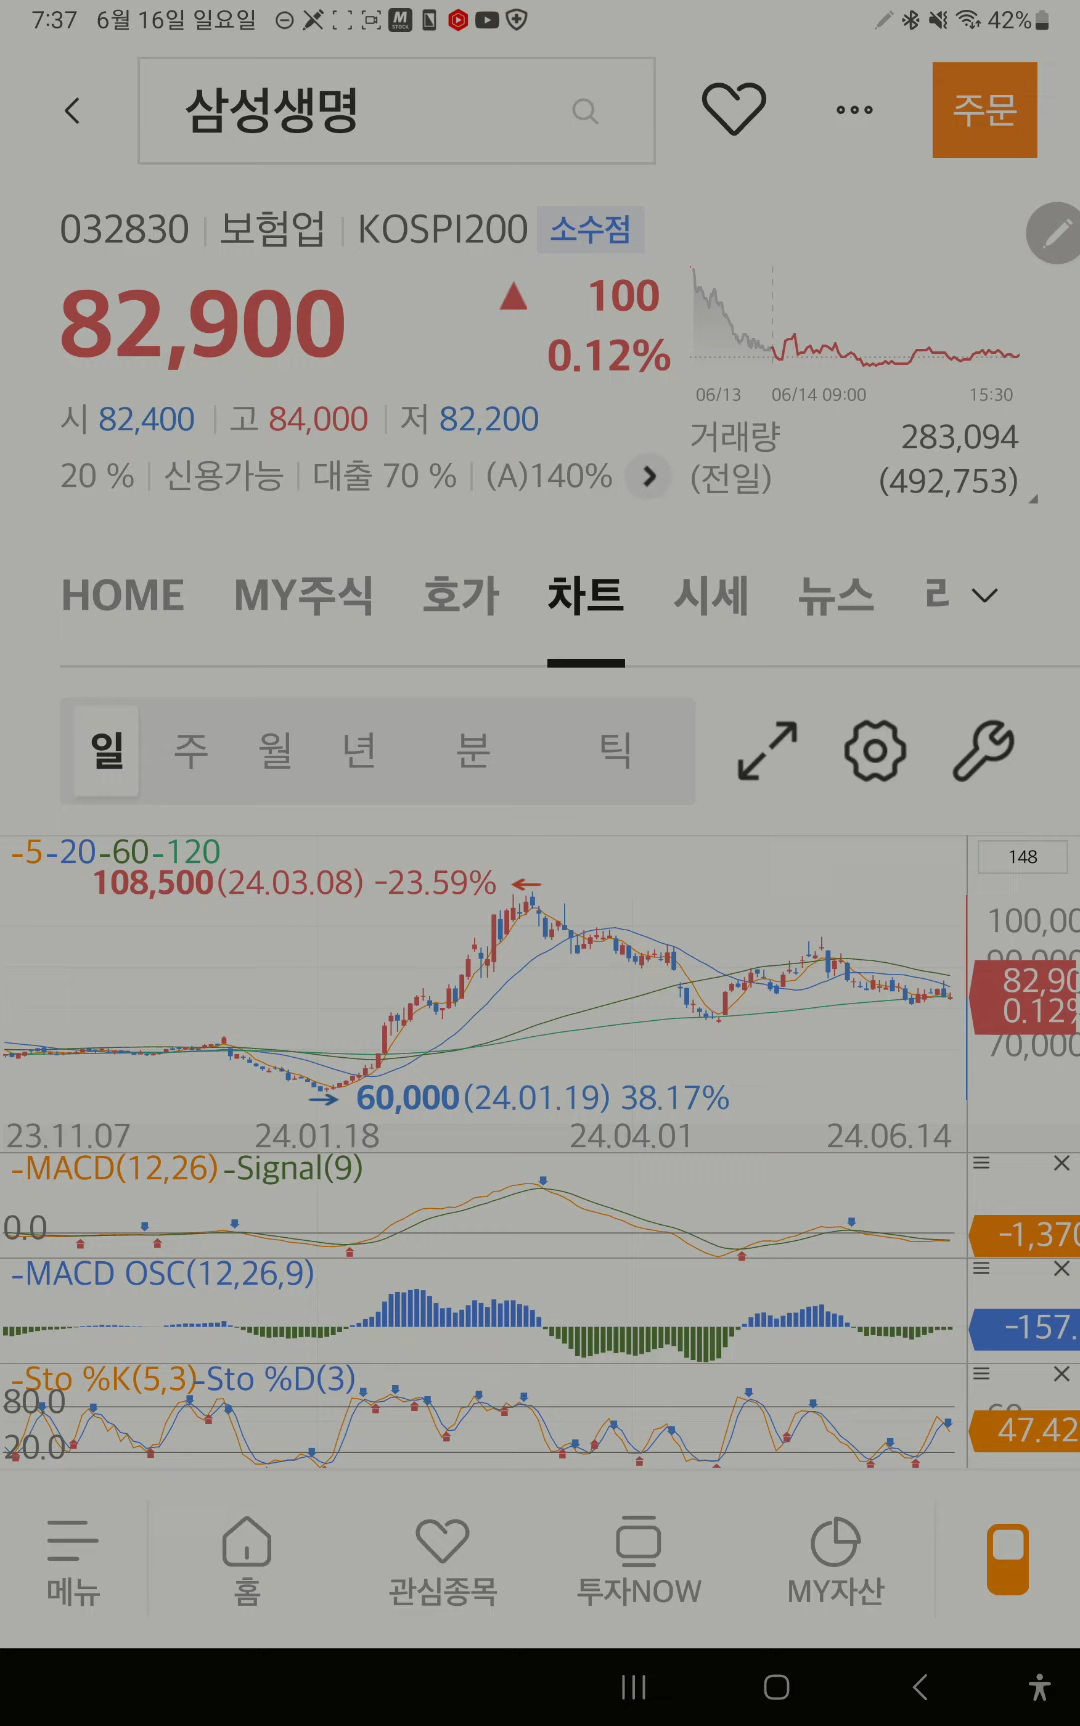 7:37 6월 16일 일요일 42%
삼성생명
주문
032830 보험업 KOSPI200 소수점
82,900 ▲ 100
0.12%
06/13 06/14 09:00 15:30
시 82,400 고 84,000 저 82,200
거래량 283,094
20 % 신용가능 대출 70 % (A)140%
(전일) (492,753)
HOME MY주식 호가 차트 시세 뉴스
일 주 월 년 분 틱
-5-20-60-120
148
108,500(24.03.08) -23.59%
100,00
82,90
0.12%
70,000
60,000(24.01.19) 38.17%
23.11.07 24.01.18 24.04.01 24.06.14
-MACD(12,26)-Signal(9)
0.0
-1,370
-MACD OSC(12,26,9)
-157.
-Sto %K(5,3)-Sto %D(3)
80.0
20.0
47.42
메뉴 홈 관심종목 투자NOW MY자산